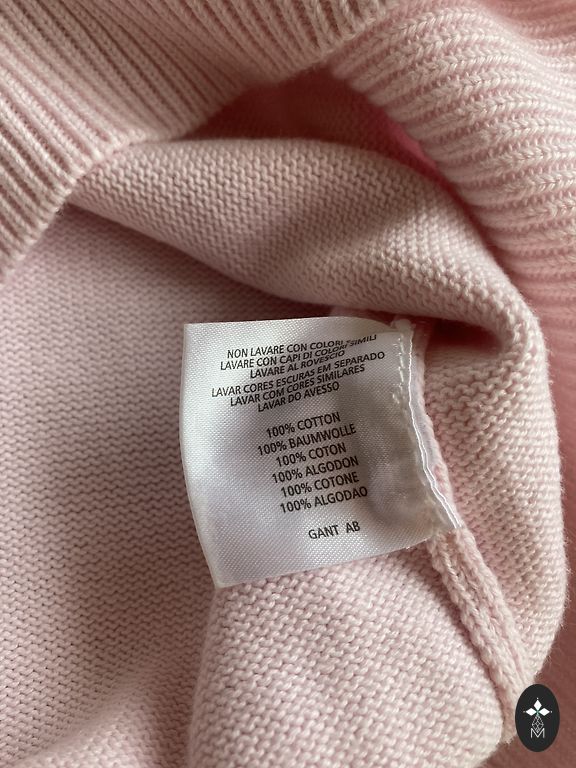 NON LAVARE CON COLORI
LAVARE CON CAPI DI COLORI SIMILI
LAVARE AL ROVESCIO
LAVAR CORES ESCURAS EM SEPARADO
LAVAR COM CORES SIMILARES
LAVAR DO AVESSO
100% COTTON
100% BAUMWOLLE
100% COTON
100% ALGODON
100% COTONE
100% ALGODAO
GANT AB
M